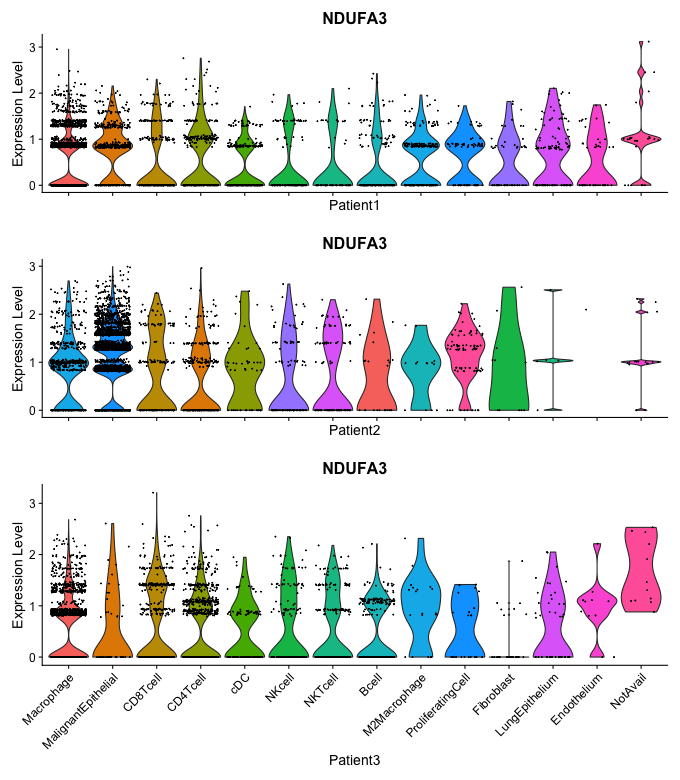 NDUFA3
Expression Level
3
2
1
0
Patient1
NDUFA3
Expression Level
3
2
1
0
Patient2
NDUFA3
Expression Level
3
2
1
0
Macrophage
MalignantEpithelial
CD8Tcell
CD4Tcell
cDC
NKcell
NKTcell
Bcell
M2Macrophage
ProliferatingCell
Fibroblast
LungEpithelium
Endothelium
NotAvail
Patient3